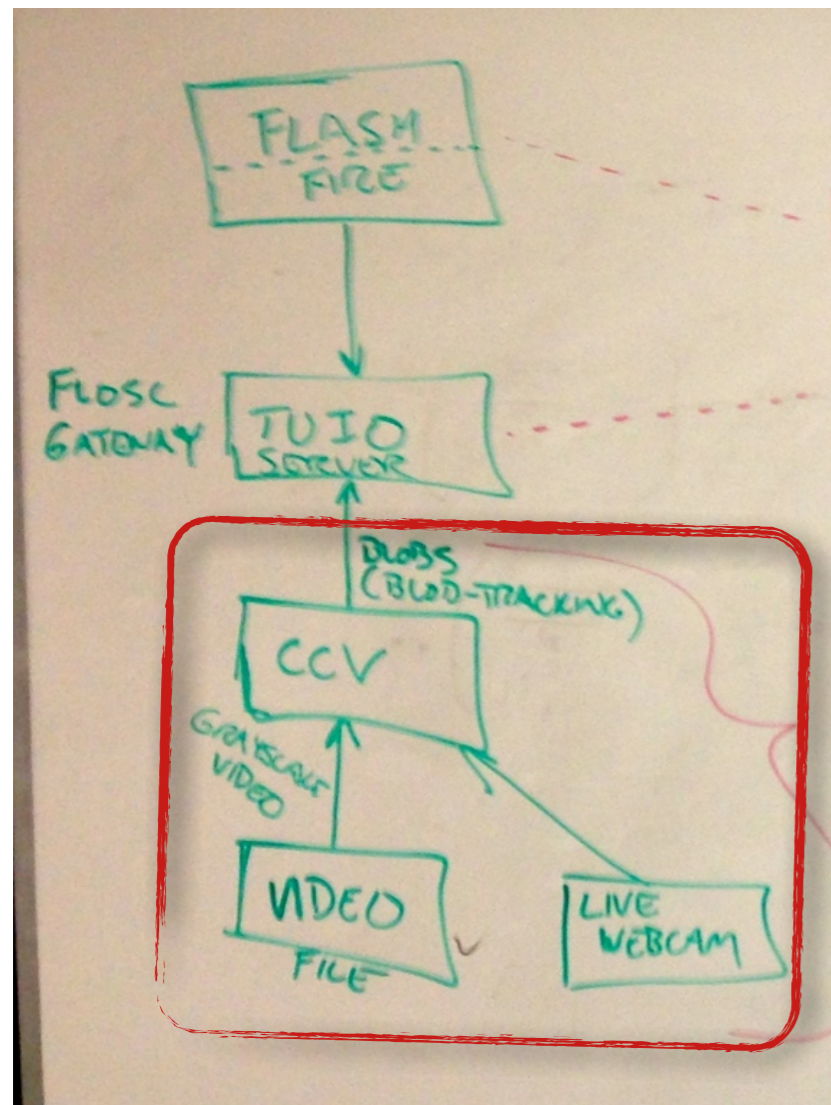 FLASH
FIRE
FLOSC
GATEWAY
TUIO
SERVER
BLOBS
(BLOB-TRACKING)
CCV
GRAYSCALE
VIDEO
VIDEO
FILE
LIVE
WEBCAM